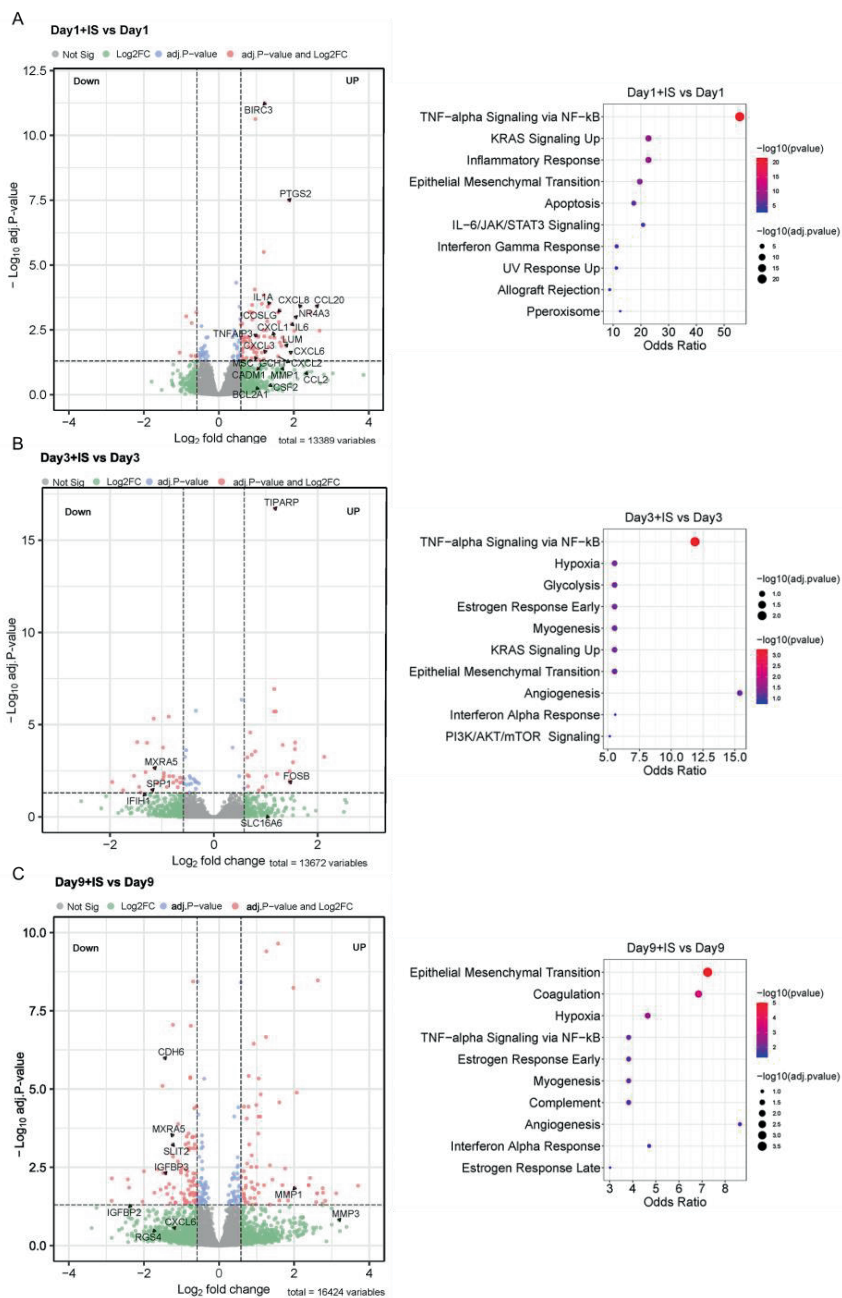 A
Day1+IS vs Day1
Not Sig Log2FC adj.P−value adj.P−value and Log2FC
Down UP
12.5
10.0
7.5
5.0
2.5
0.0
− Log10 adj.P−value
BIRC3
PTGS2
IL1A
CXCL8
CCL20
COSLG
NR4A3
TNFAIP3
CXCL1
IL6
CXCL3
LUM
CXCL6
MSC
GCH1
CXCL2
CADM1
MMP1
CCL2
BCL2A1
CSF2
−4 −2 0 2 4
Log2 fold change
total = 13389 variables
Day1+IS vs Day1
TNF−alpha Signaling via NF−kB
KRAS Signaling Up
Inflammatory Response
Epithelial Mesenchymal Transition
Apoptosis
IL−6/JAK/STAT3 Signaling
Interferon Gamma Response
UV Response Up
Allograft Rejection
Pperoxisome
10 20 30 40 50
Odds Ratio
−log10(pvalue)
20
15
10
5
−log10(adj.pvalue)
5
10
15
20
B
Day3+IS vs Day3
Not Sig Log2FC adj.P−value adj.P−value and Log2FC
Down UP
15
10
5
0
− Log10 adj.P−value
TIPARP
MXRA5
SPP1
IFIH1
FOSB
SLC16A6
−2 0 2
Log2 fold change
total = 13672 variables
Day3+IS vs Day3
TNF−alpha Signaling via NF−kB
Hypoxia
Glycolysis
Estrogen Response Early
Myogenesis
KRAS Signaling Up
Epithelial Mesenchymal Transition
Angiogenesis
Interferon Alpha Response
PI3K/AKT/mTOR Signaling
5.0 7.5 10.0 12.5 15.0
Odds Ratio
−log10(adj.pvalue)
1.0
1.5
2.0
−log10(pvalue)
3.0
2.5
2.0
1.5
1.0
C
Day9+IS vs Day9
Not Sig Log2FC adj.P−value adj.P−value and Log2FC
Down UP
10.0
7.5
5.0
2.5
0.0
− Log10 adj.P−value
CDH6
MXRA5
SLIT2
IGFBP3
MMP1
IGFBP2
CXCL6
RGS4
MMP3
−4 −2 0 2 4
Log2 fold change
total = 16424 variables
Day9+IS vs Day9
Epithelial Mesenchymal Transition
Coagulation
Hypoxia
TNF−alpha Signaling via NF−kB
Estrogen Response Early
Myogenesis
Complement
Angiogenesis
Interferon Alpha Response
Estrogen Response Late
3 4 5 6 7 8
Odds Ratio
−log10(pvalue)
5
4
3
2
−log10(adj.pvalue)
1.0
1.5
2.0
2.5
3.0
3.5